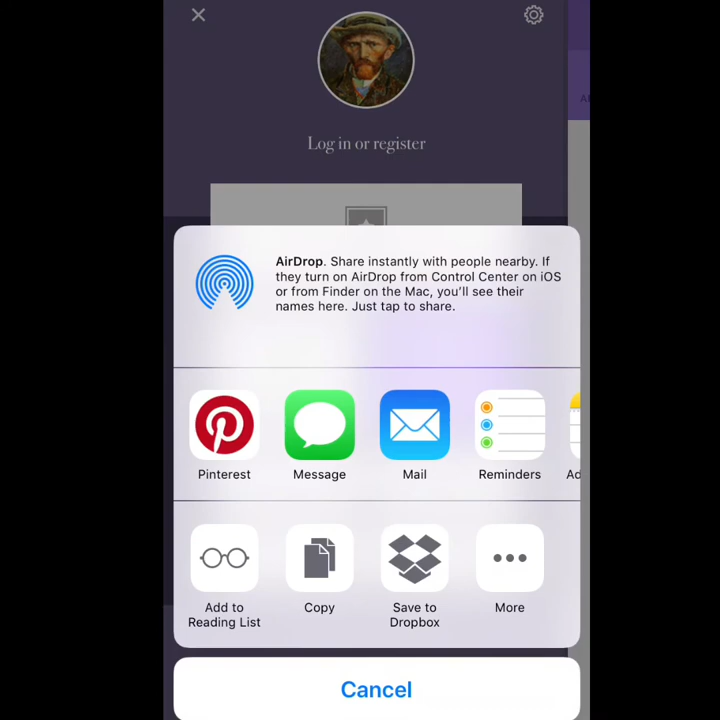 Log in or register
AirDrop. Share instantly with people nearby. If
they turn on AirDrop from Control Center on iOS
or from Finder on the Mac, you'll see their
names here. Just tap to share.
Pinterest
Message
Mail
Reminders
Add to
Reading List
Copy
Save to
Dropbox
More
Cancel